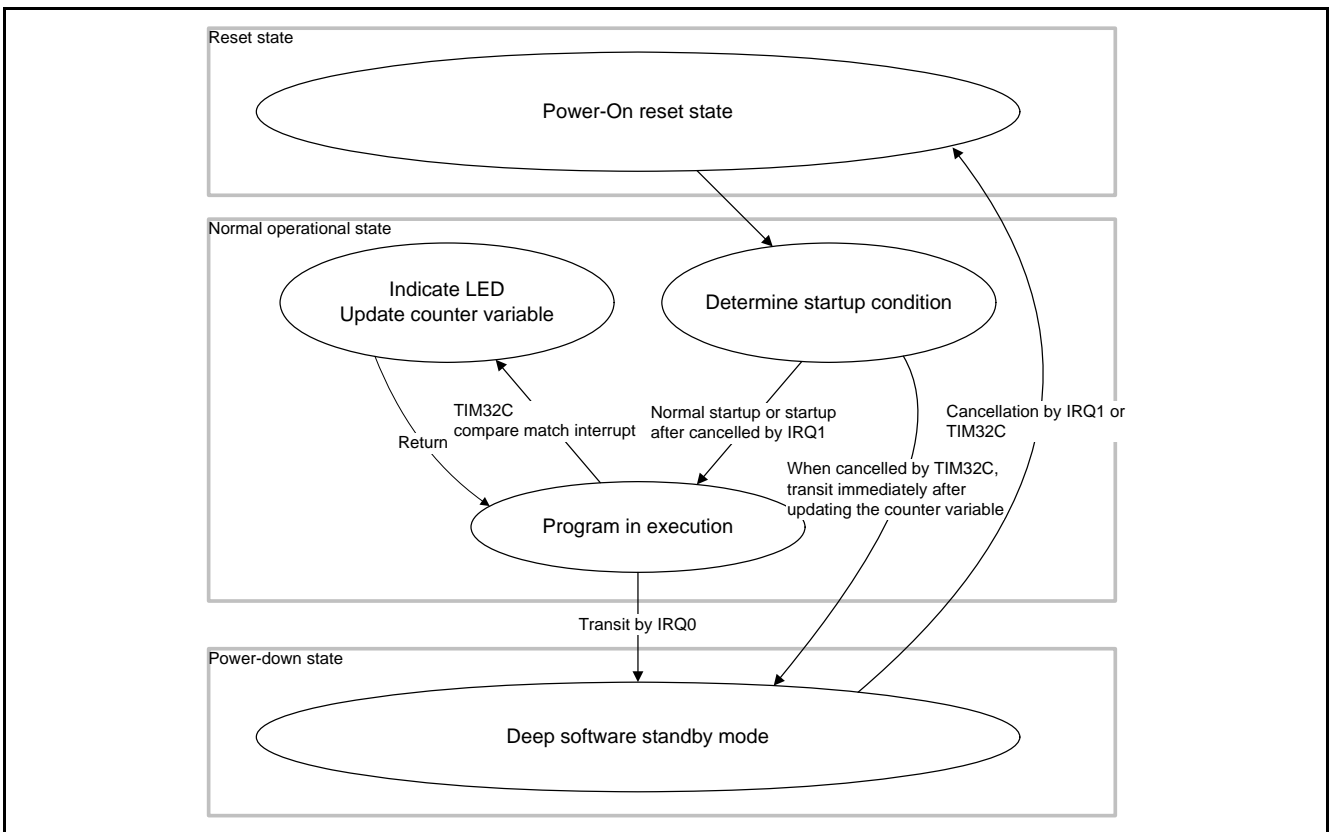 Reset state
Power-On reset state
Normal operational state
Indicate LED
Update counter variable
Determine startup condition
TIM32C
compare match interrupt
Return
Normal startup or startup
after cancelled by IRQ1
Cancellation by IRQ1 or
TIM32C
When cancelled by TIM32C,
transit immediately after
updating the counter variable
Program in execution
Transit by IRQ0
Power-down state
Deep software standby mode